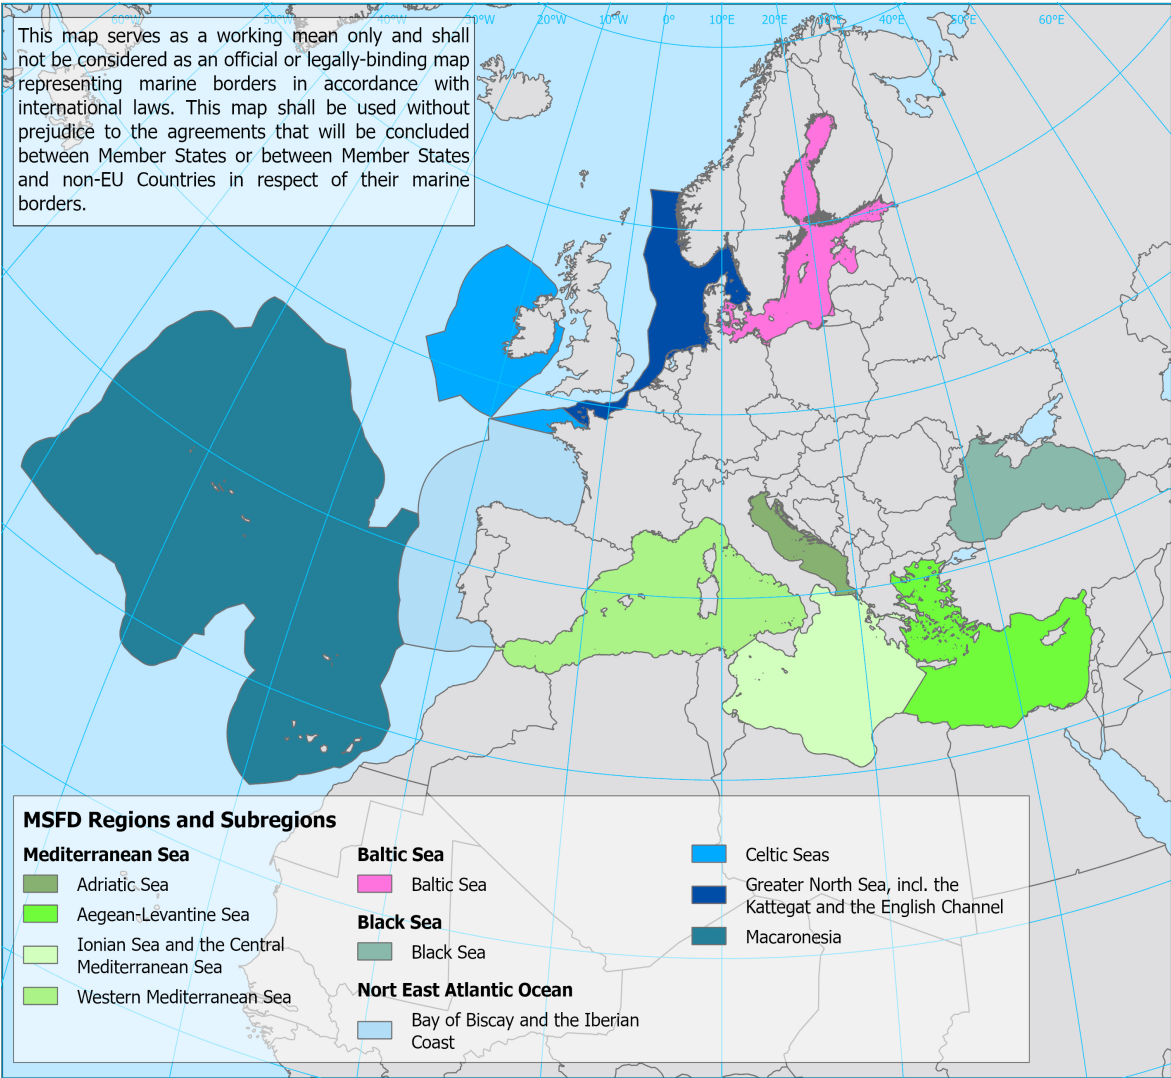 60°W 50°W 40°W 30°W 20°W 10°W 0° 10°E 20°E 30°E 40°E 50°E 60°E
This map serves as a working mean only and shall
not be considered as an official or legally-binding map
representing marine borders in accordance with
international laws. This map shall be used without
prejudice to the agreements that will be concluded
between Member States or between Member States
and non-EU Countries in respect of their marine
borders.
MSFD Regions and Subregions
Mediterranean Sea
Adriatic Sea
Aegean-Levantine Sea
Ionian Sea and the Central
Mediterranean Sea
Western Mediterranean Sea
Baltic Sea
Baltic Sea
Black Sea
Black Sea
Nort East Atlantic Ocean
Bay of Biscay and the Iberian
Coast
Celtic Seas
Greater North Sea, incl. the
Kattegat and the English Channel
Macaronesia